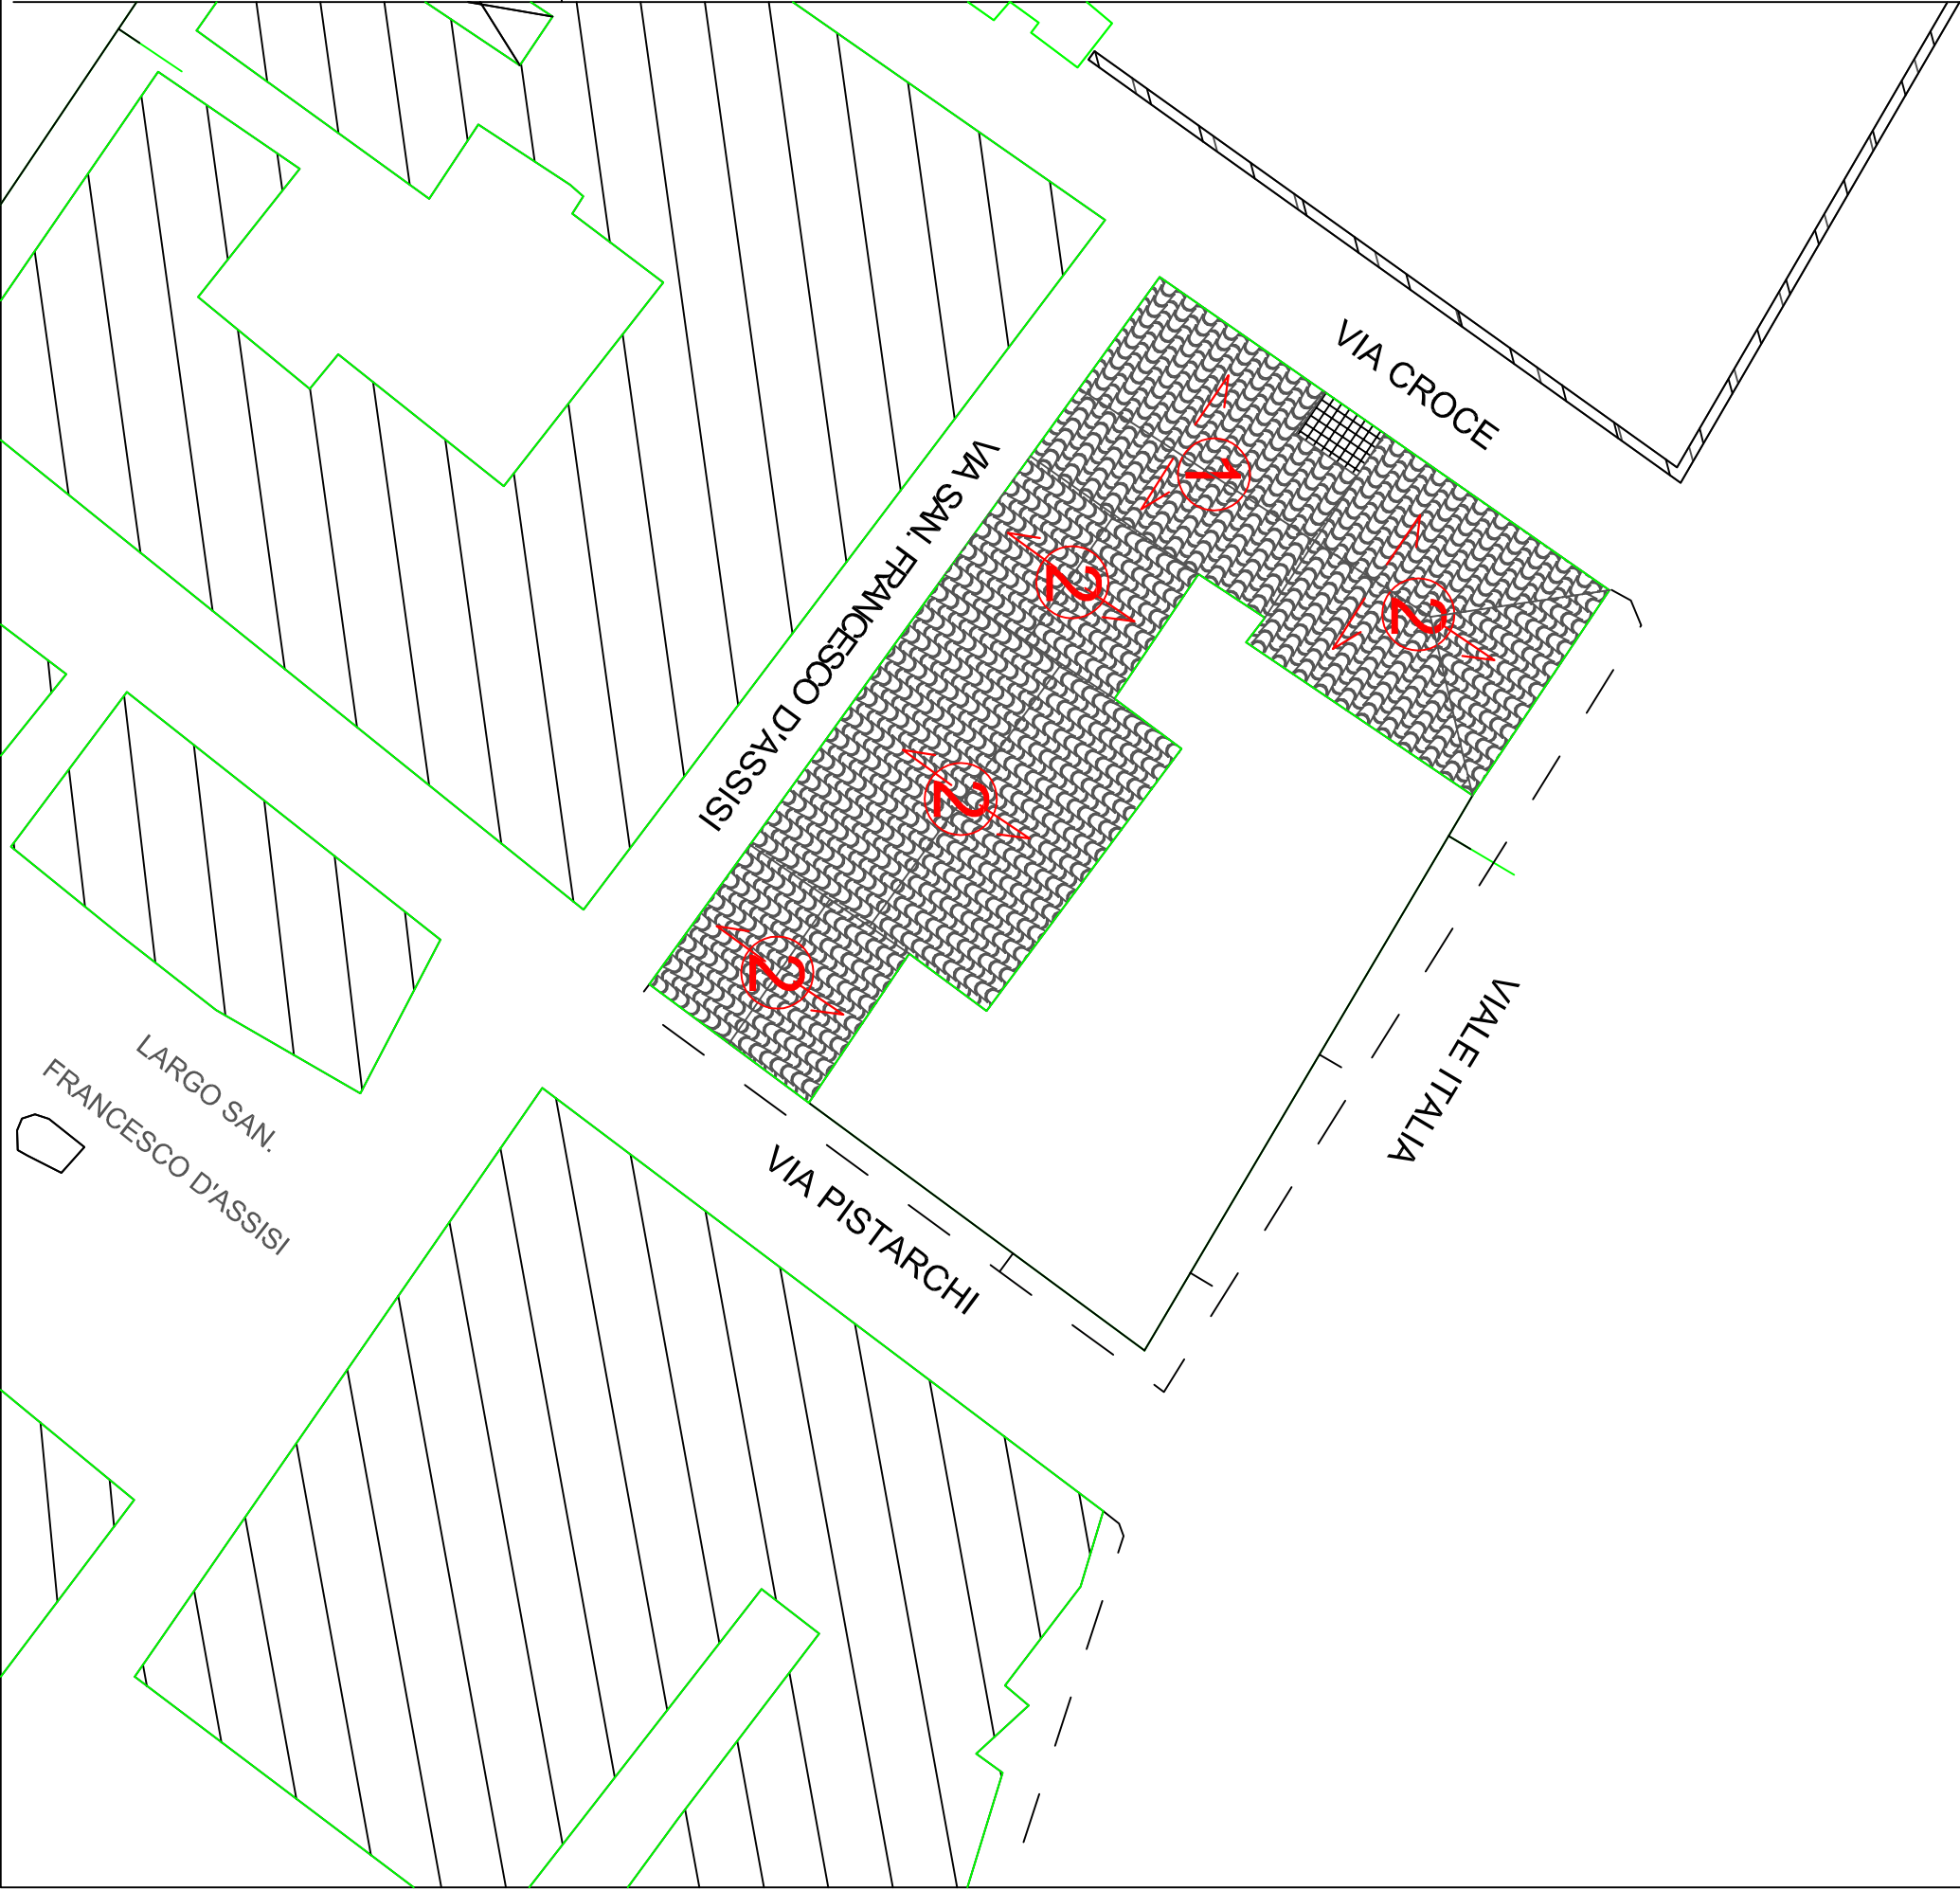 VIA CROCE
1
VIA SAN. FRANCESCO D'ASSISI
2
2
2
2
VIALE ITALIA
LARGO SAN.
FRANCESCO D'ASSISI
VIA PISTARCHI